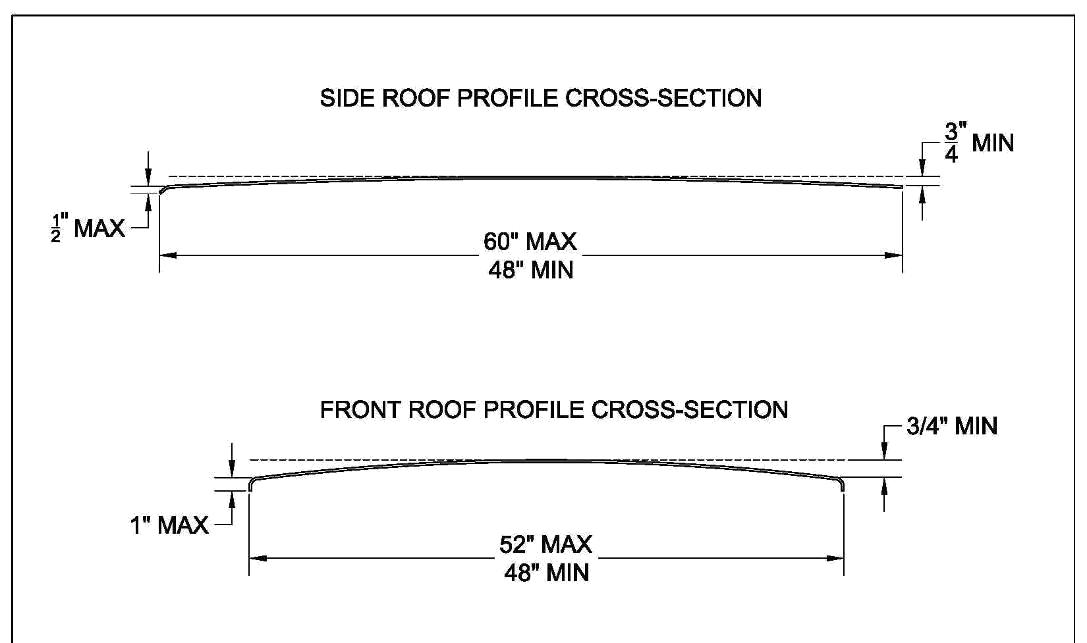 SIDE ROOF PROFILE CROSS-SECTION
3/4" MIN
1/2" MAX
60" MAX
48" MIN
FRONT ROOF PROFILE CROSS-SECTION
3/4" MIN
1" MAX
52" MAX
48" MIN